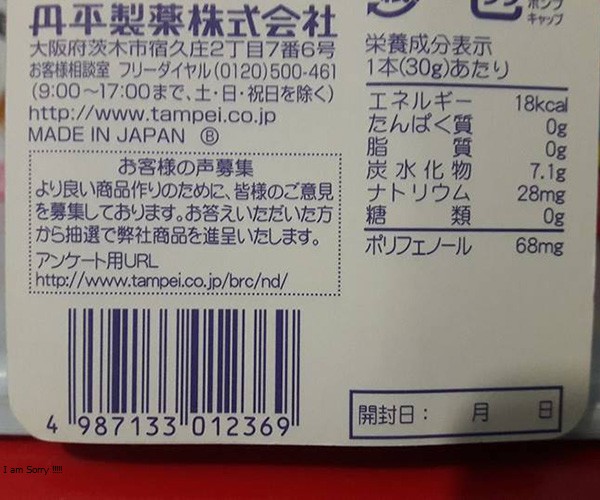 丹平製薬株式会社
大阪府茨木市宿久庄2丁目7番6号
お客様相談室 フリーダイヤル(0120)500-461
(9:00～17:00まで、土・日・祝日を除く)
http://www.tampei.co.jp
MADE IN JAPAN Ⓑ
お客様の声募集
より良い商品作りのために、皆様のご意見
を募集しております。お答えいただいた方
から抽選で弊社商品を進呈いたします。
アンケート用URL
http://www.tampei.co.jp/brc/nd/
4 987133 012369
ポンプ
キャップ
栄養成分表示
1本(30g)あたり
エネルギー 18kcal
たんぱく質 0g
脂質 0g
炭水化物 7.1g
ナトリウム 28mg
糖類 0g
ポリフェノール 68mg
開封日： 月 日
I am Sorry !!!!!